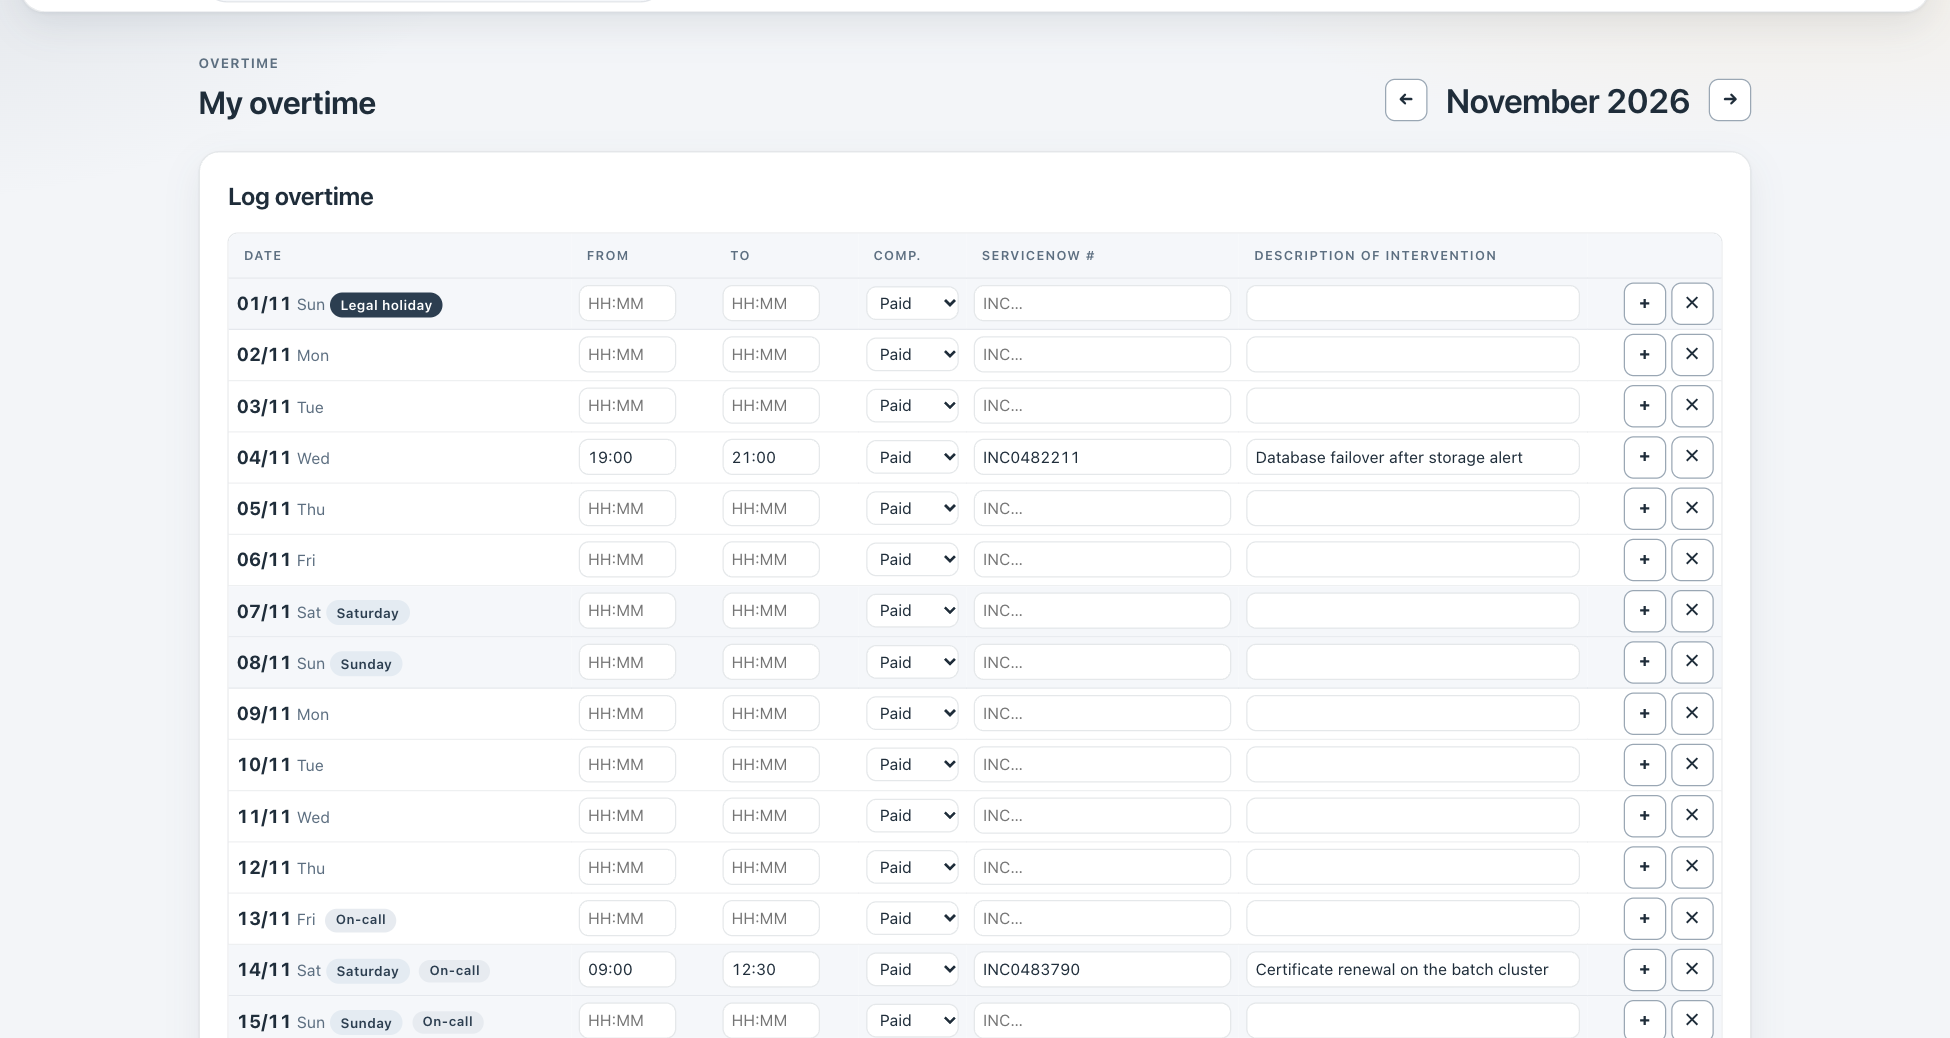 OVERTIME
My overtime
← November 2026 →
Log overtime
DATE FROM TO COMP. SERVICENOW # DESCRIPTION OF INTERVENTION
01/11 Sun Legal holiday HH:MM HH:MM Paid INC... + ×
02/11 Mon HH:MM HH:MM Paid INC... + ×
03/11 Tue HH:MM HH:MM Paid INC... + ×
04/11 Wed 19:00 21:00 Paid INC0482211 Database failover after storage alert + ×
05/11 Thu HH:MM HH:MM Paid INC... + ×
06/11 Fri HH:MM HH:MM Paid INC... + ×
07/11 Sat Saturday HH:MM HH:MM Paid INC... + ×
08/11 Sun Sunday HH:MM HH:MM Paid INC... + ×
09/11 Mon HH:MM HH:MM Paid INC... + ×
10/11 Tue HH:MM HH:MM Paid INC... + ×
11/11 Wed HH:MM HH:MM Paid INC... + ×
12/11 Thu HH:MM HH:MM Paid INC... + ×
13/11 Fri On-call HH:MM HH:MM Paid INC... + ×
14/11 Sat Saturday On-call 09:00 12:30 Paid INC0483790 Certificate renewal on the batch cluster + ×
15/11 Sun Sunday On-call HH:MM HH:MM Paid INC... + ×